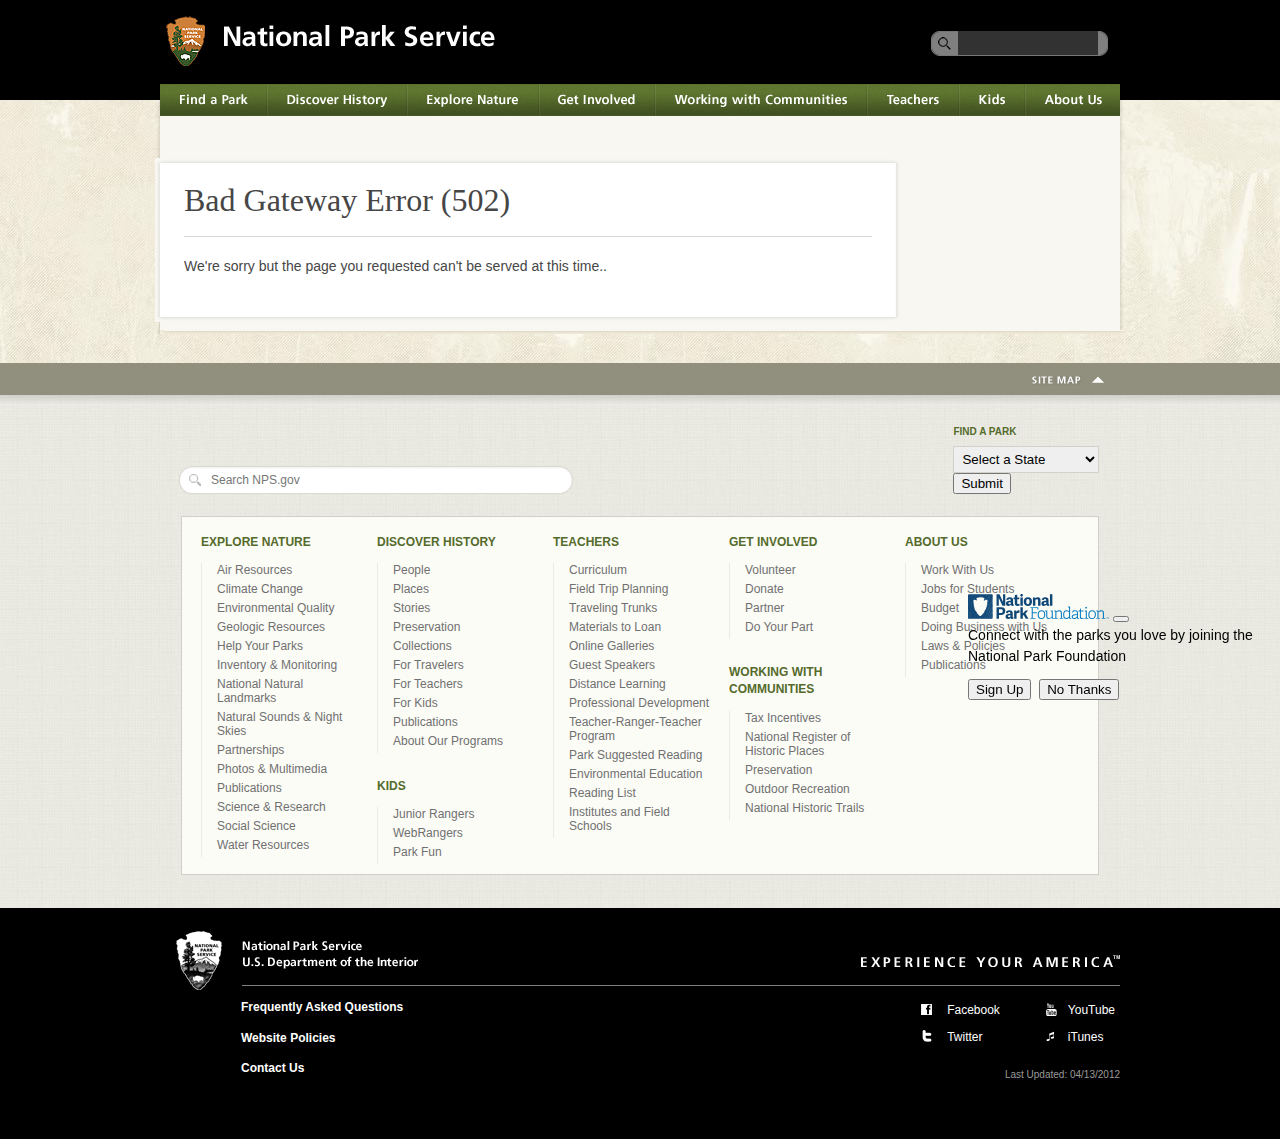 National Park Service
Find a Park
Discover History
Explore Nature
Get Involved
Working with Communities
Teachers
Kids
About Us
Bad Gateway Error (502)
We're sorry but the page you requested can't be served at this time..
SITE MAP
FIND A PARK
Select a State
Submit
Search NPS.gov
EXPLORE NATURE
Air Resources
Climate Change
Environmental Quality
Geologic Resources
Help Your Parks
Inventory & Monitoring
National Natural
Landmarks
Natural Sounds & Night
Skies
Partnerships
Photos & Multimedia
Publications
Science & Research
Social Science
Water Resources
DISCOVER HISTORY
People
Places
Stories
Preservation
Collections
For Travelers
For Teachers
For Kids
Publications
About Our Programs
KIDS
Junior Rangers
WebRangers
Park Fun
TEACHERS
Curriculum
Field Trip Planning
Traveling Trunks
Materials to Loan
Online Galleries
Guest Speakers
Distance Learning
Professional Development
Teacher-Ranger-Teacher
Program
Park Suggested Reading
Environmental Education
Reading List
Institutes and Field
Schools
GET INVOLVED
Volunteer
Donate
Partner
Do Your Part
WORKING WITH
COMMUNITIES
Tax Incentives
National Register of
Historic Places
Preservation
Outdoor Recreation
National Historic Trails
ABOUT US
Work With Us
Jobs for Students
Budget
Doing Business with Us
Laws & Policies
Publications
National
Park Foundation
Connect with the parks you love by joining the
National Park Foundation
Sign Up
No Thanks
NATIONAL
PARK
SERVICE
National Park Service
U.S. Department of the Interior
EXPERIENCE YOUR AMERICA™
Frequently Asked Questions
Website Policies
Contact Us
Facebook
YouTube
Twitter
iTunes
Last Updated: 04/13/2012